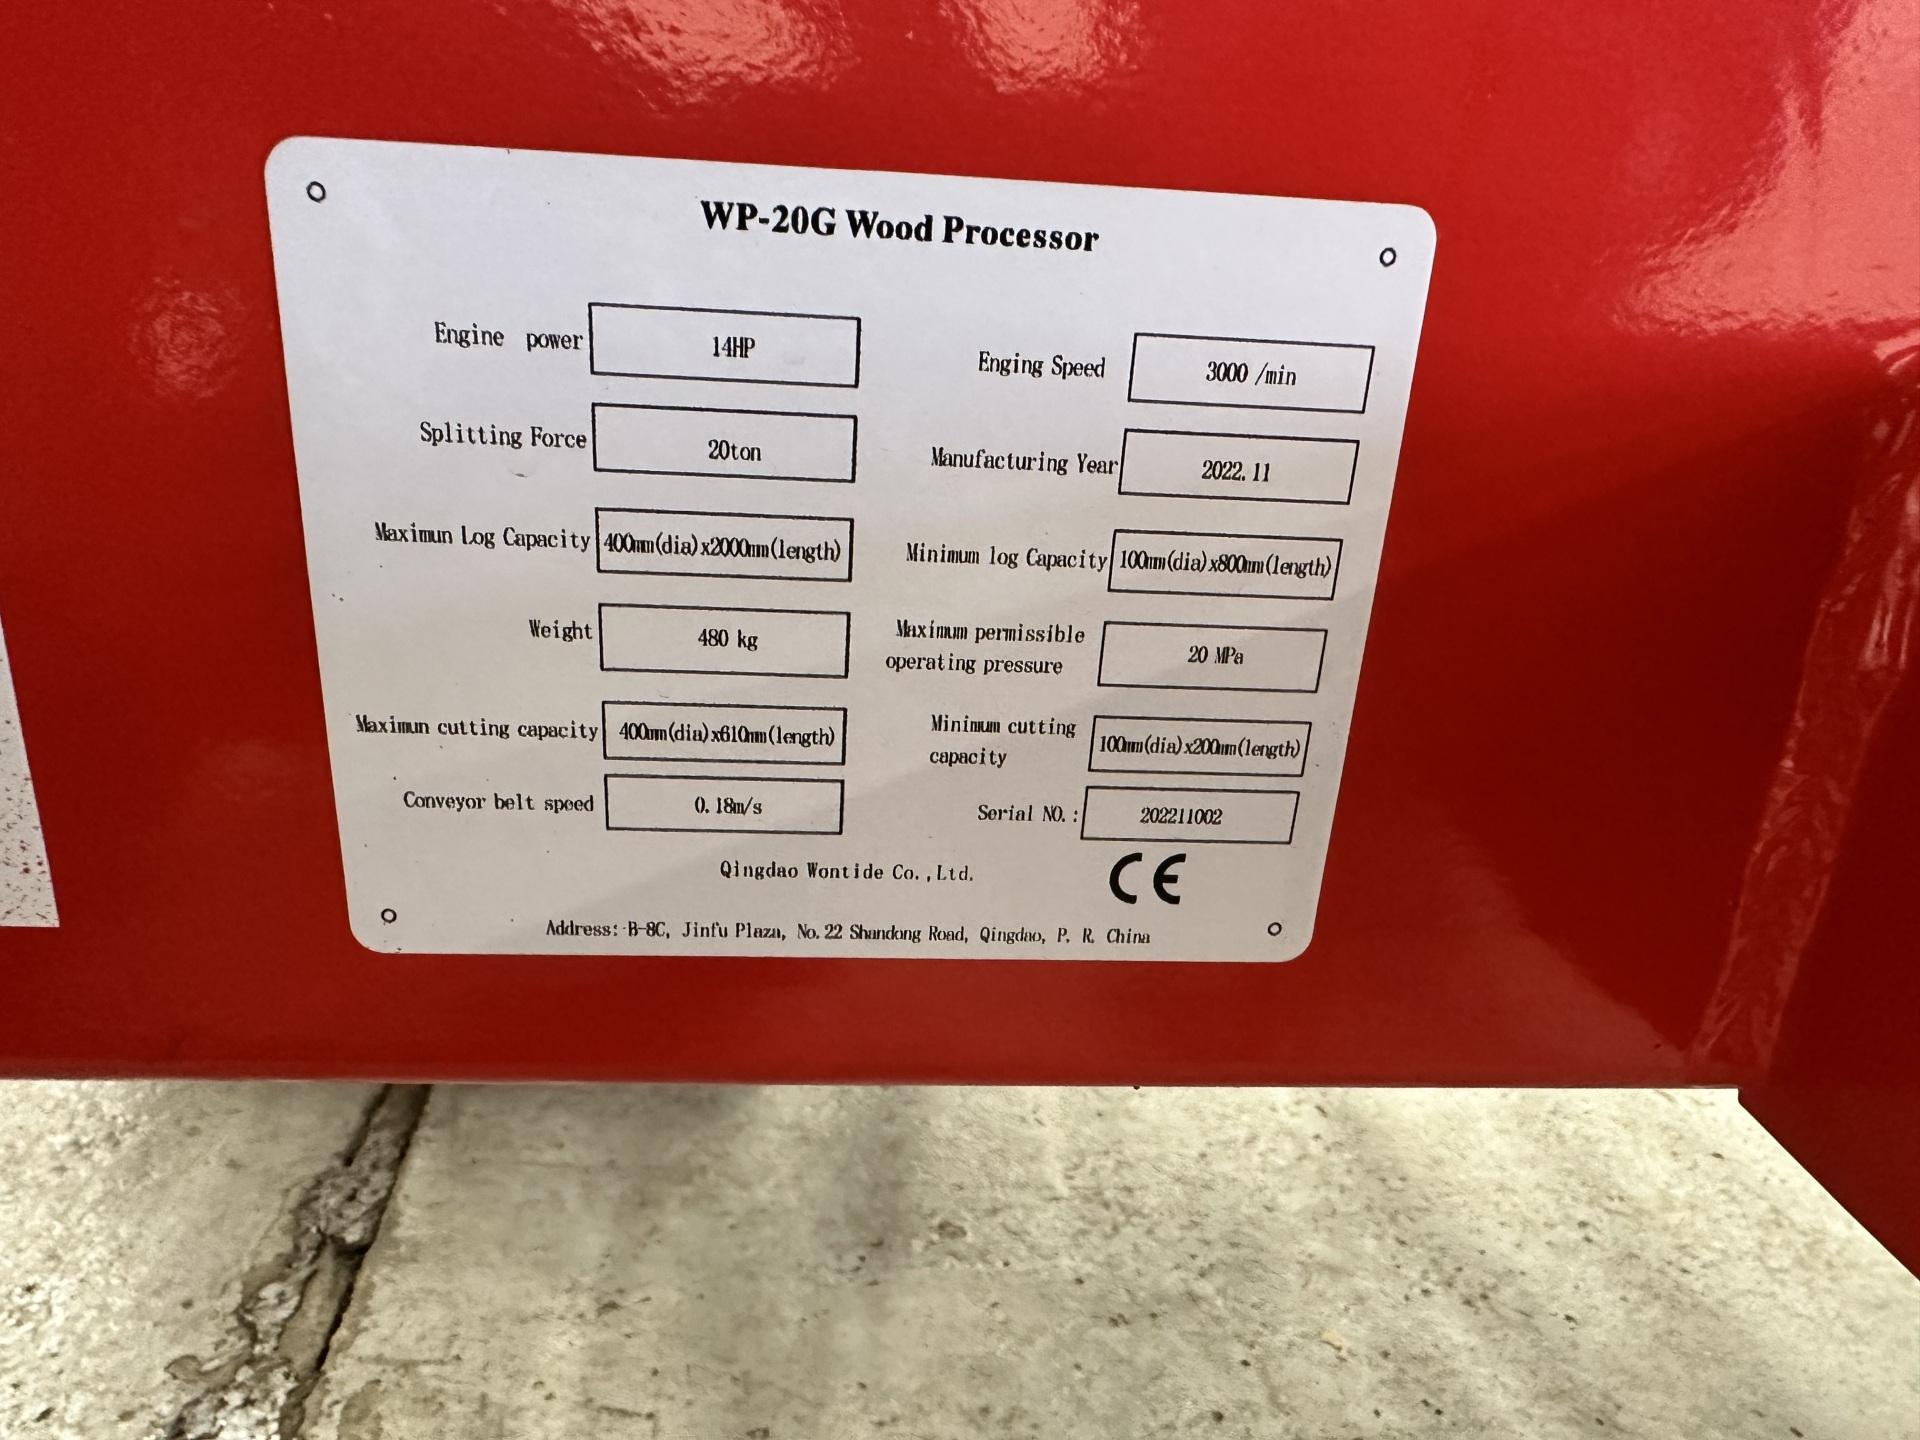 WP-20G Wood Processor
Engine power 14HP
Enging Speed 3000 /min
Splitting Force 20ton
Manufacturing Year 2022.11
Maximun Log Capacity 400mm(dia)x2000mm(length)
Minimum log Capacity 100mm(dia)x800mm(length)
Weight 480 kg
Maximum permissible
operating pressure 20 MPa
Maximun cutting capacity 400mm(dia)x610mm(length)
Minimum cutting
capacity 100mm(dia)x200mm(length)
Conveyor belt speed 0.18m/s
Serial NO.: 202211002
Qingdao Wontide Co.,Ltd.
CE
Address: B-8C, Jinfu Plaza, No.22 Shandong Road, Qingdao, P. R. China